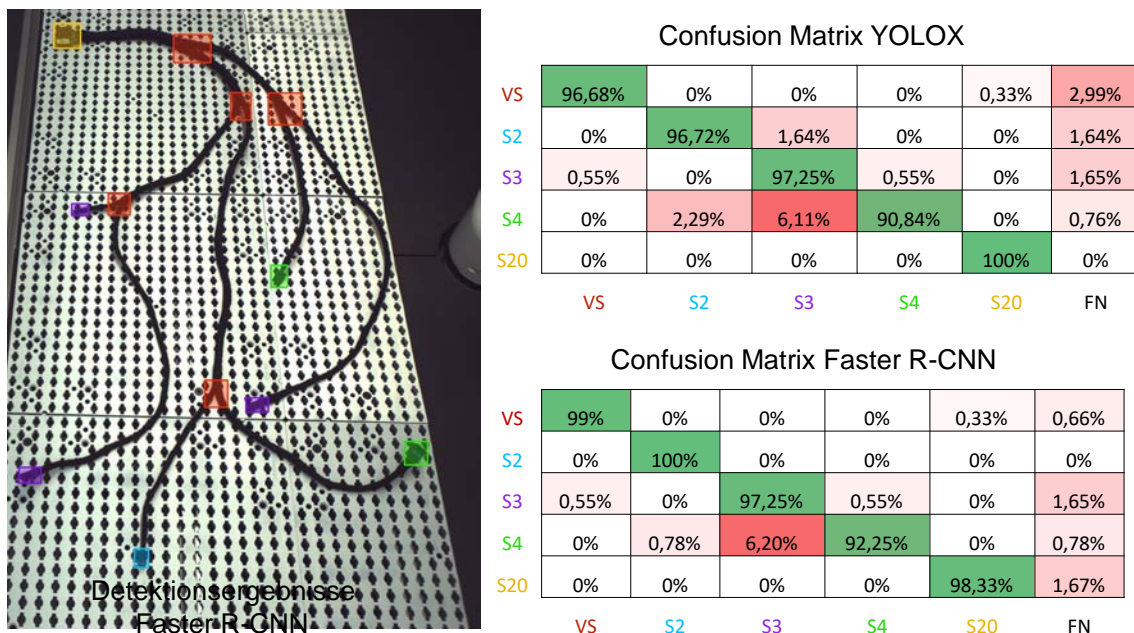 Detektionsergebnisse
Faster R-CNN
Confusion Matrix YOLOX
VS 96,68% 0% 0% 0% 0,33% 2,99%
S2 0% 96,72% 1,64% 0% 0% 1,64%
S3 0,55% 0% 97,25% 0,55% 0% 1,65%
S4 0% 2,29% 6,11% 90,84% 0% 0,76%
S20 0% 0% 0% 0% 100% 0%
VS S2 S3 S4 S20 FN
Confusion Matrix Faster R-CNN
VS 99% 0% 0% 0% 0,33% 0,66%
S2 0% 100% 0% 0% 0% 0%
S3 0,55% 0% 97,25% 0,55% 0% 1,65%
S4 0% 0,78% 6,20% 92,25% 0% 0,78%
S20 0% 0% 0% 0% 98,33% 1,67%
VS S2 S3 S4 S20 FN